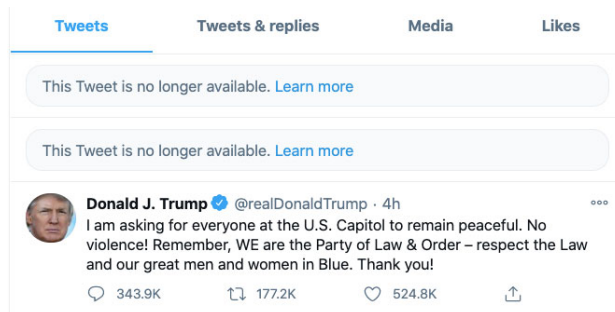 Tweets Tweets & replies Media Likes
This Tweet is no longer available. Learn more
This Tweet is no longer available. Learn more
Donald J. Trump @realDonaldTrump · 4h
I am asking for everyone at the U.S. Capitol to remain peaceful. No
violence! Remember, WE are the Party of Law & Order – respect the Law
and our great men and women in Blue. Thank you!
343.9K 177.2K 524.8K